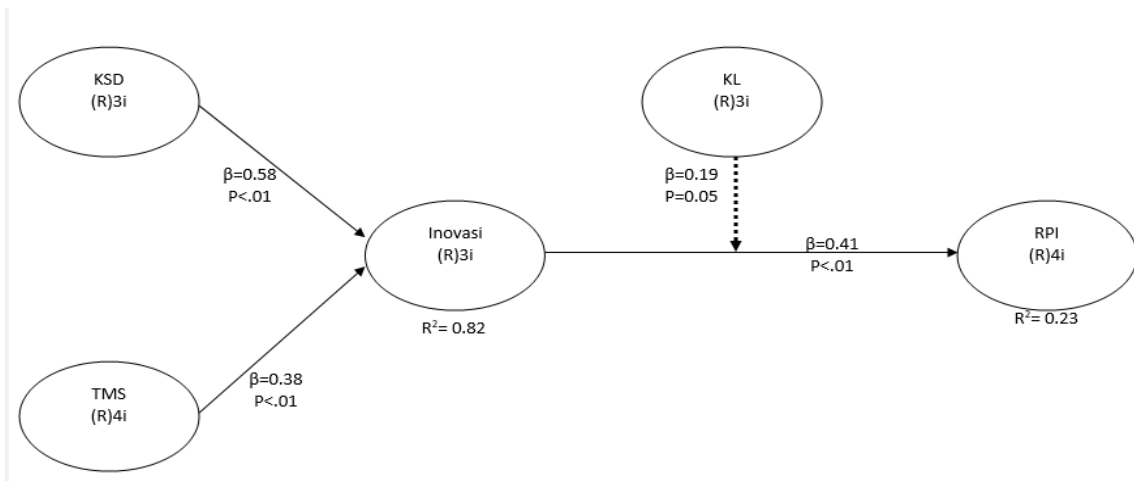 KSD
(R)3i
KL
(R)3i
β=0.58
P<.01
β=0.19
P=0.05
Inovasi
(R)3i
R²= 0.82
β=0.41
P<.01
RPI
(R)4i
R²= 0.23
TMS
(R)4i
β=0.38
P<.01